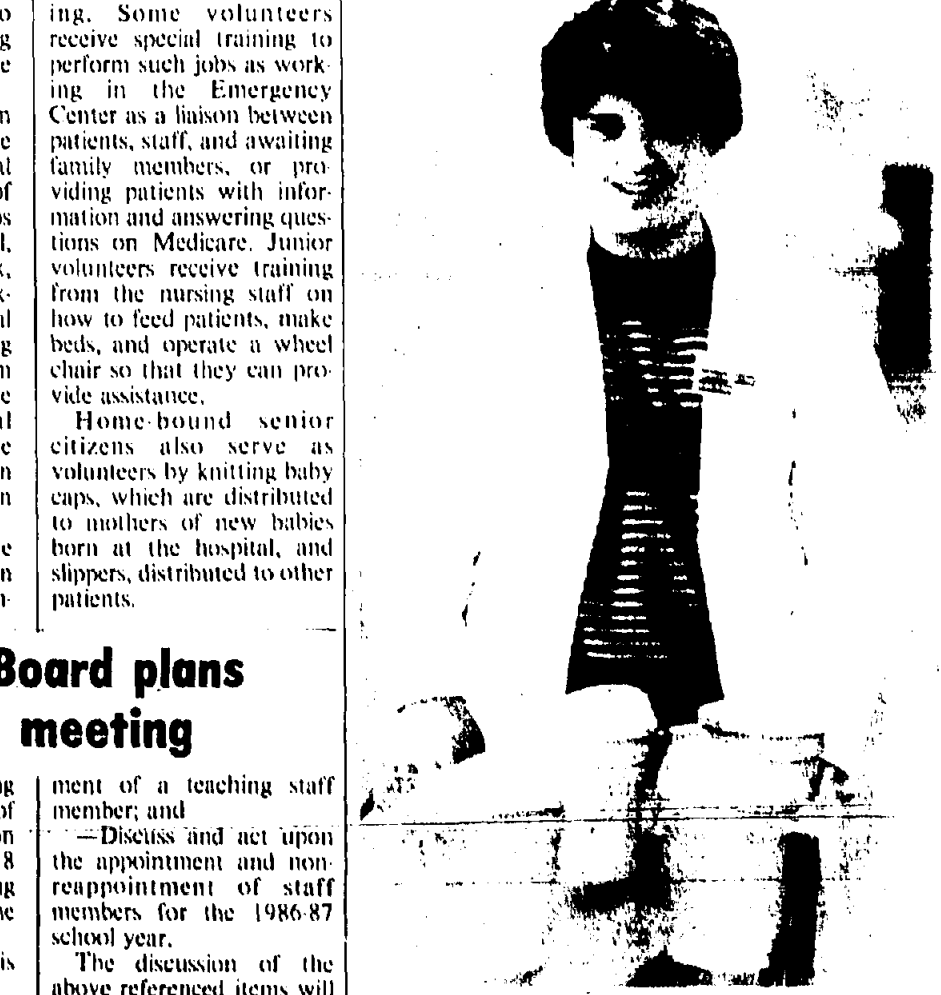 ing. Some volunteers
receive special training to
perform such jobs as work-
ing in the Emergency
Center as a liaison between
patients, staff, and awaiting
family members, or pro-
viding patients with infor-
mation and answering ques-
tions on Medicare. Junior
volunteers receive training
from the nursing staff on
how to feed patients, make
beds, and operate a wheel
chair so that they can pro-
vide assistance.
Home-bound senior
citizens also serve as
volunteers by knitting baby
caps, which are distributed
to mothers of new babies
born at the hospital, and
slippers, distributed to other
patients.
Board plans
meeting
ment of a teaching staff
member; and
—Discuss and act upon
the appointment and non-
reappointment of staff
members for the 1986-87
school year.
The discussion of the
above referenced items will